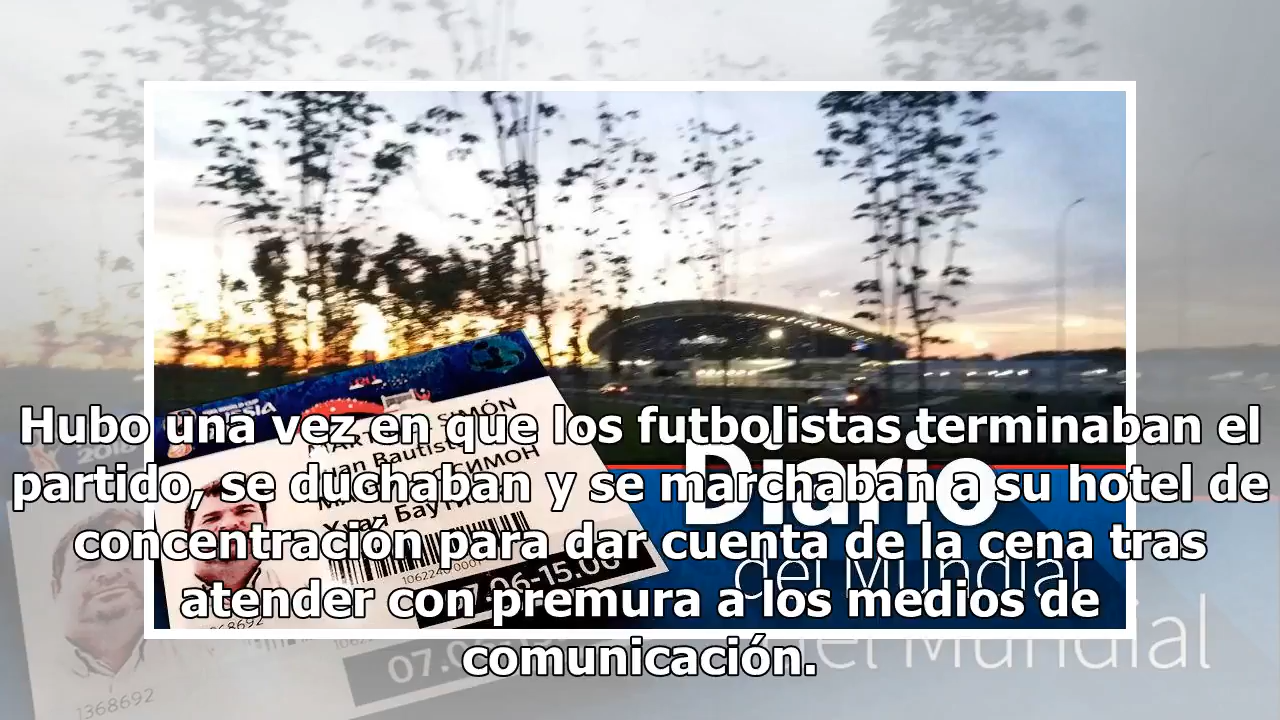 Hubo una vez en que los futbolistas terminaban el
partido, se duchaban y se marchaban a su hotel de
concentración para dar cuenta de la cena tras
atender con premura a los medios de
comunicación.
Diario
del Mundial
SIMÓN
Juan Bautista
СИМОН
Хуан
07.06-15.06
1368692